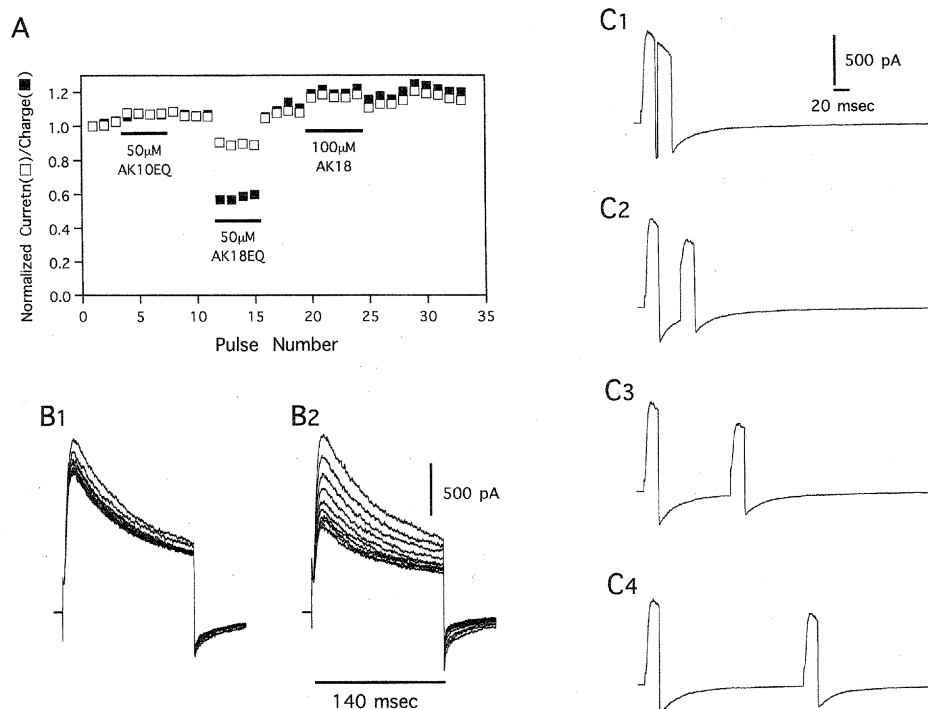 A
Normalized Curretn(□)/Charge(■)
1.2
1.0
0.8
0.6
0.4
0.2
0.0
50µM
AK10EQ
50µM
AK18EQ
100µM
AK18
0 5 10 15 20 25 30 35
Pulse Number
B1
B2
500 pA
140 msec
C1
500 pA
20 msec
C2
C3
C4